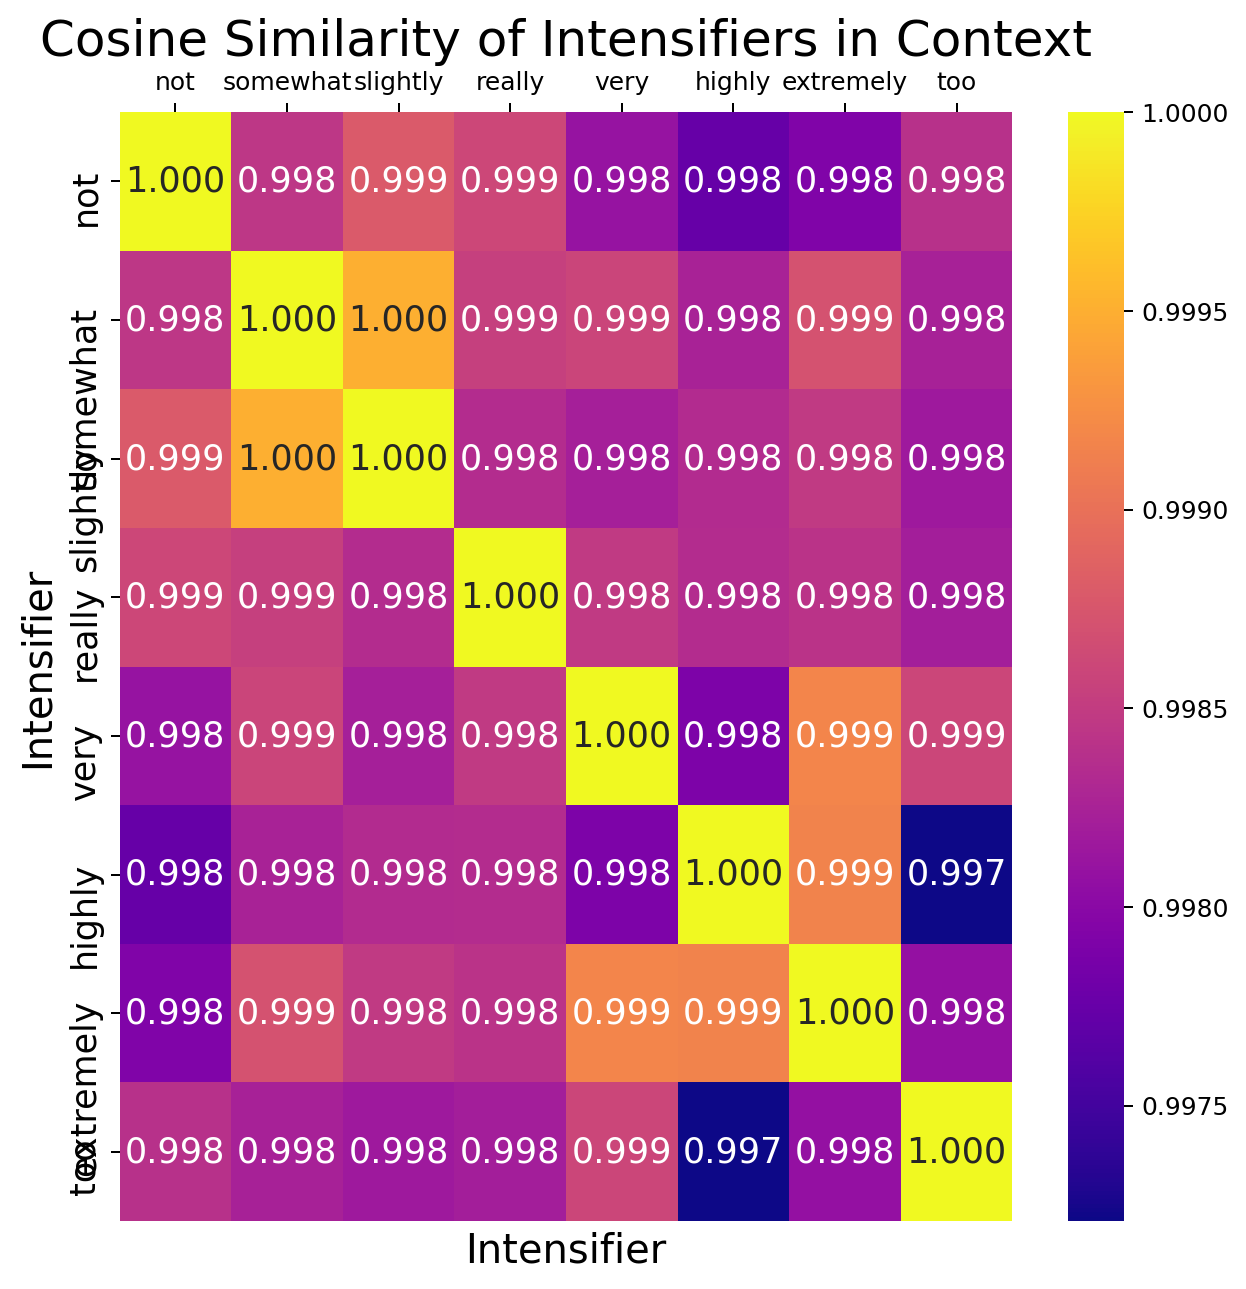 Cosine Similarity of Intensifiers in Context
not somewhat slightly really very highly extremely too
not 1.000 0.998 0.999 0.999 0.998 0.998 0.998 0.998
somewhat 0.998 1.000 1.000 0.999 0.999 0.998 0.999 0.998
slightly 0.999 1.000 1.000 0.998 0.998 0.998 0.998 0.998
really 0.999 0.999 0.998 1.000 0.998 0.998 0.998 0.998
very 0.998 0.999 0.998 0.998 1.000 0.998 0.999 0.999
highly 0.998 0.998 0.998 0.998 0.998 1.000 0.999 0.997
extremely 0.998 0.999 0.998 0.998 0.999 0.999 1.000 0.998
too 0.998 0.998 0.998 0.998 0.999 0.997 0.998 1.000
Intensifier
Intensifier
1.0000
0.9995
0.9990
0.9985
0.9980
0.9975